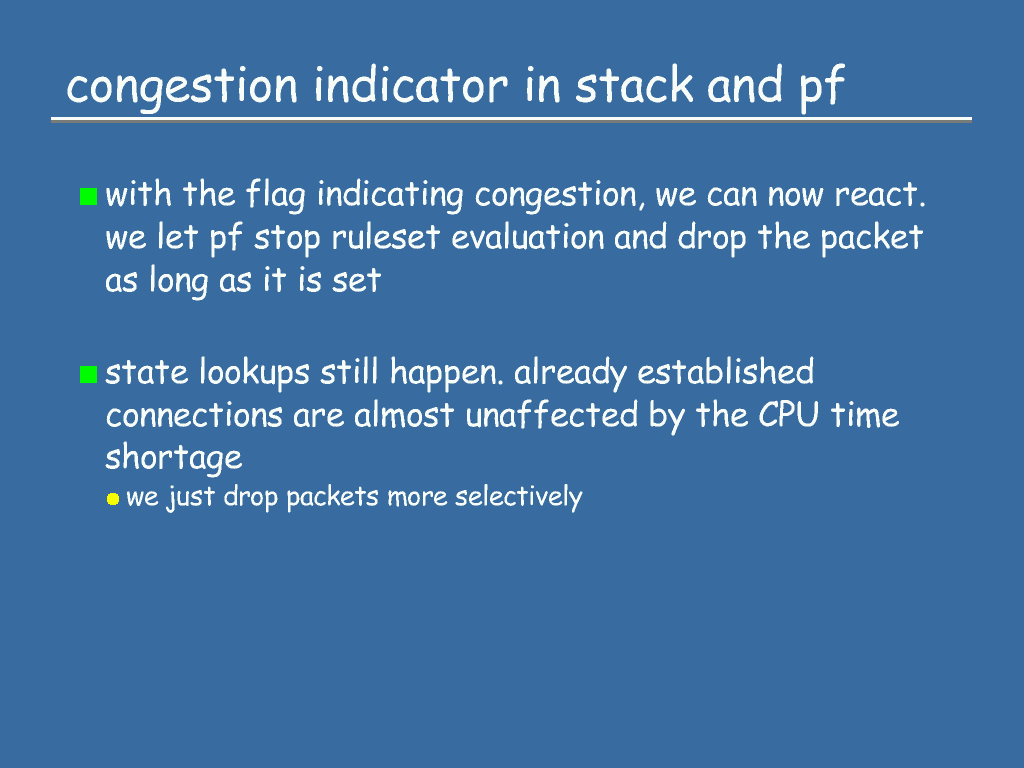 congestion indicator in stack and pf
with the flag indicating congestion, we can now react.
we let pf stop ruleset evaluation and drop the packet
as long as it is set
state lookups still happen. already established
connections are almost unaffected by the CPU time
shortage
we just drop packets more selectively